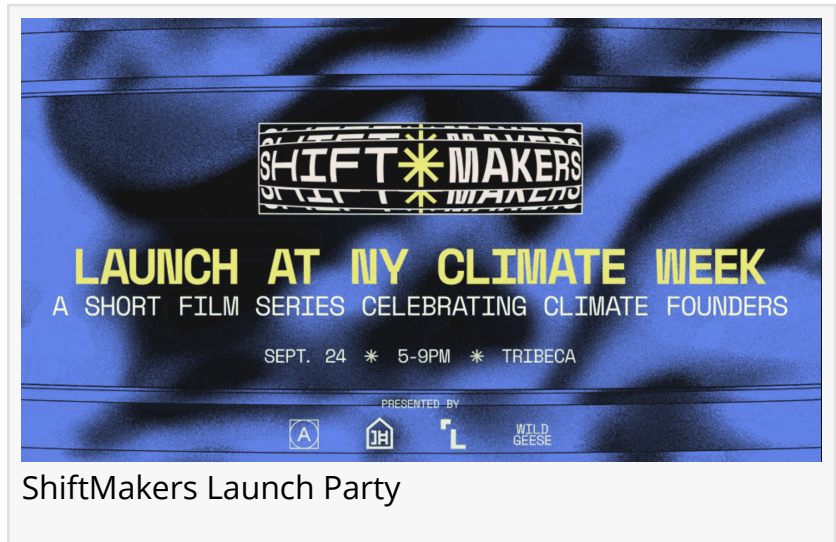 SHIFT✳MAKERS
LAUNCH AT NY CLIMATE WEEK
A SHORT FILM SERIES CELEBRATING CLIMATE FOUNDERS
SEPT. 24 ✳ 5-9PM ✳ TRIBECA
PRESENTED BY
A JH L WILD
GEESE
ShiftMakers Launch Party